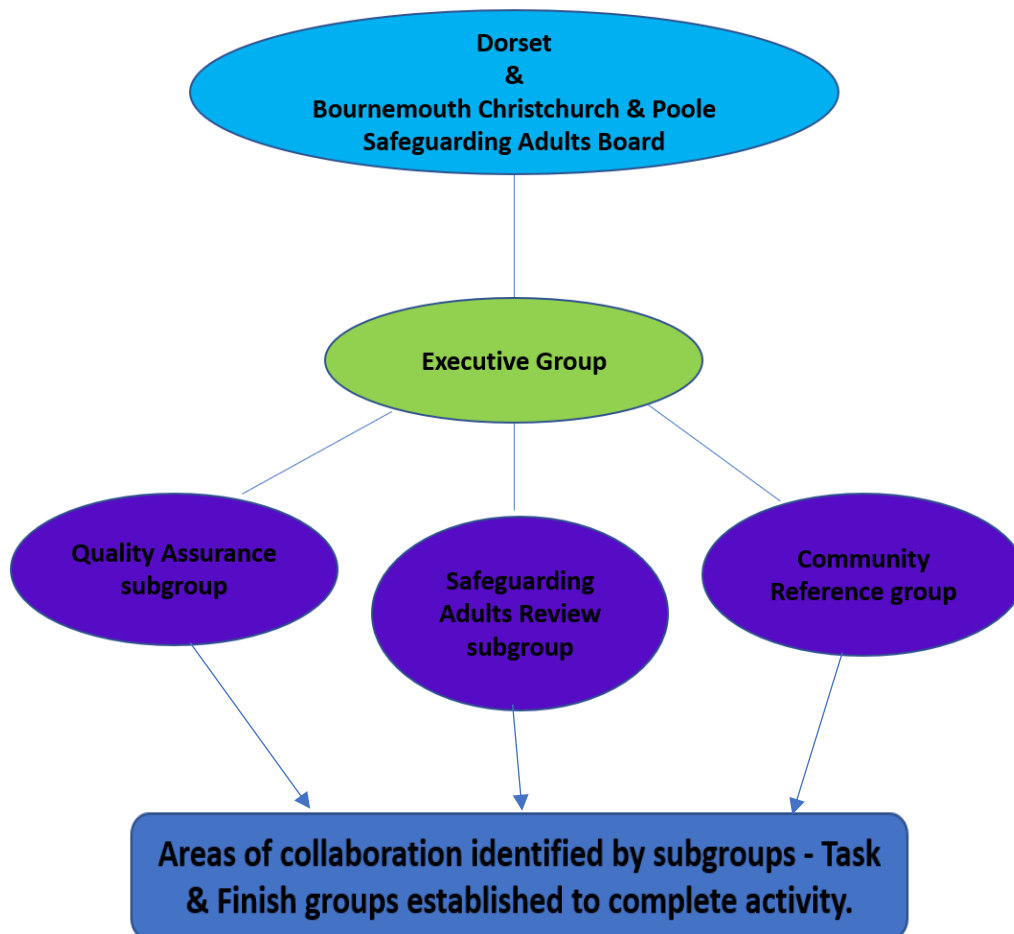 Dorset
&
Bournemouth Christchurch & Poole
Safeguarding Adults Board
Executive Group
Quality Assurance
subgroup
Safeguarding
Adults Review
subgroup
Community
Reference group
Areas of collaboration identified by subgroups - Task
& Finish groups established to complete activity.